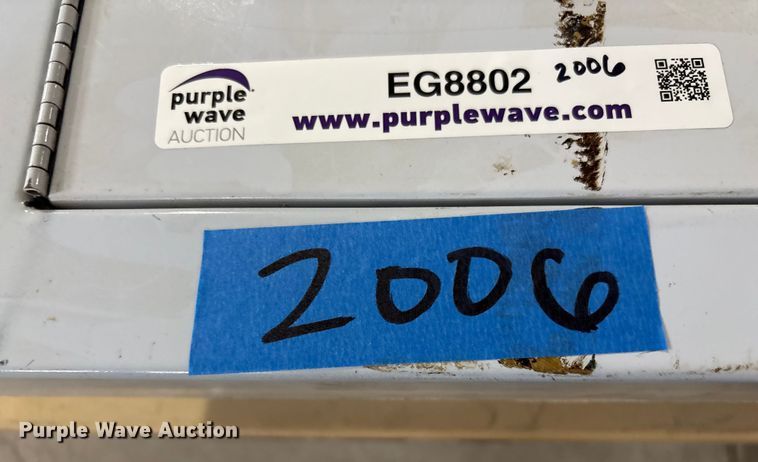 purple wave AUCTION
EG8802 2006
www.purplewave.com
2006
Purple Wave Auction